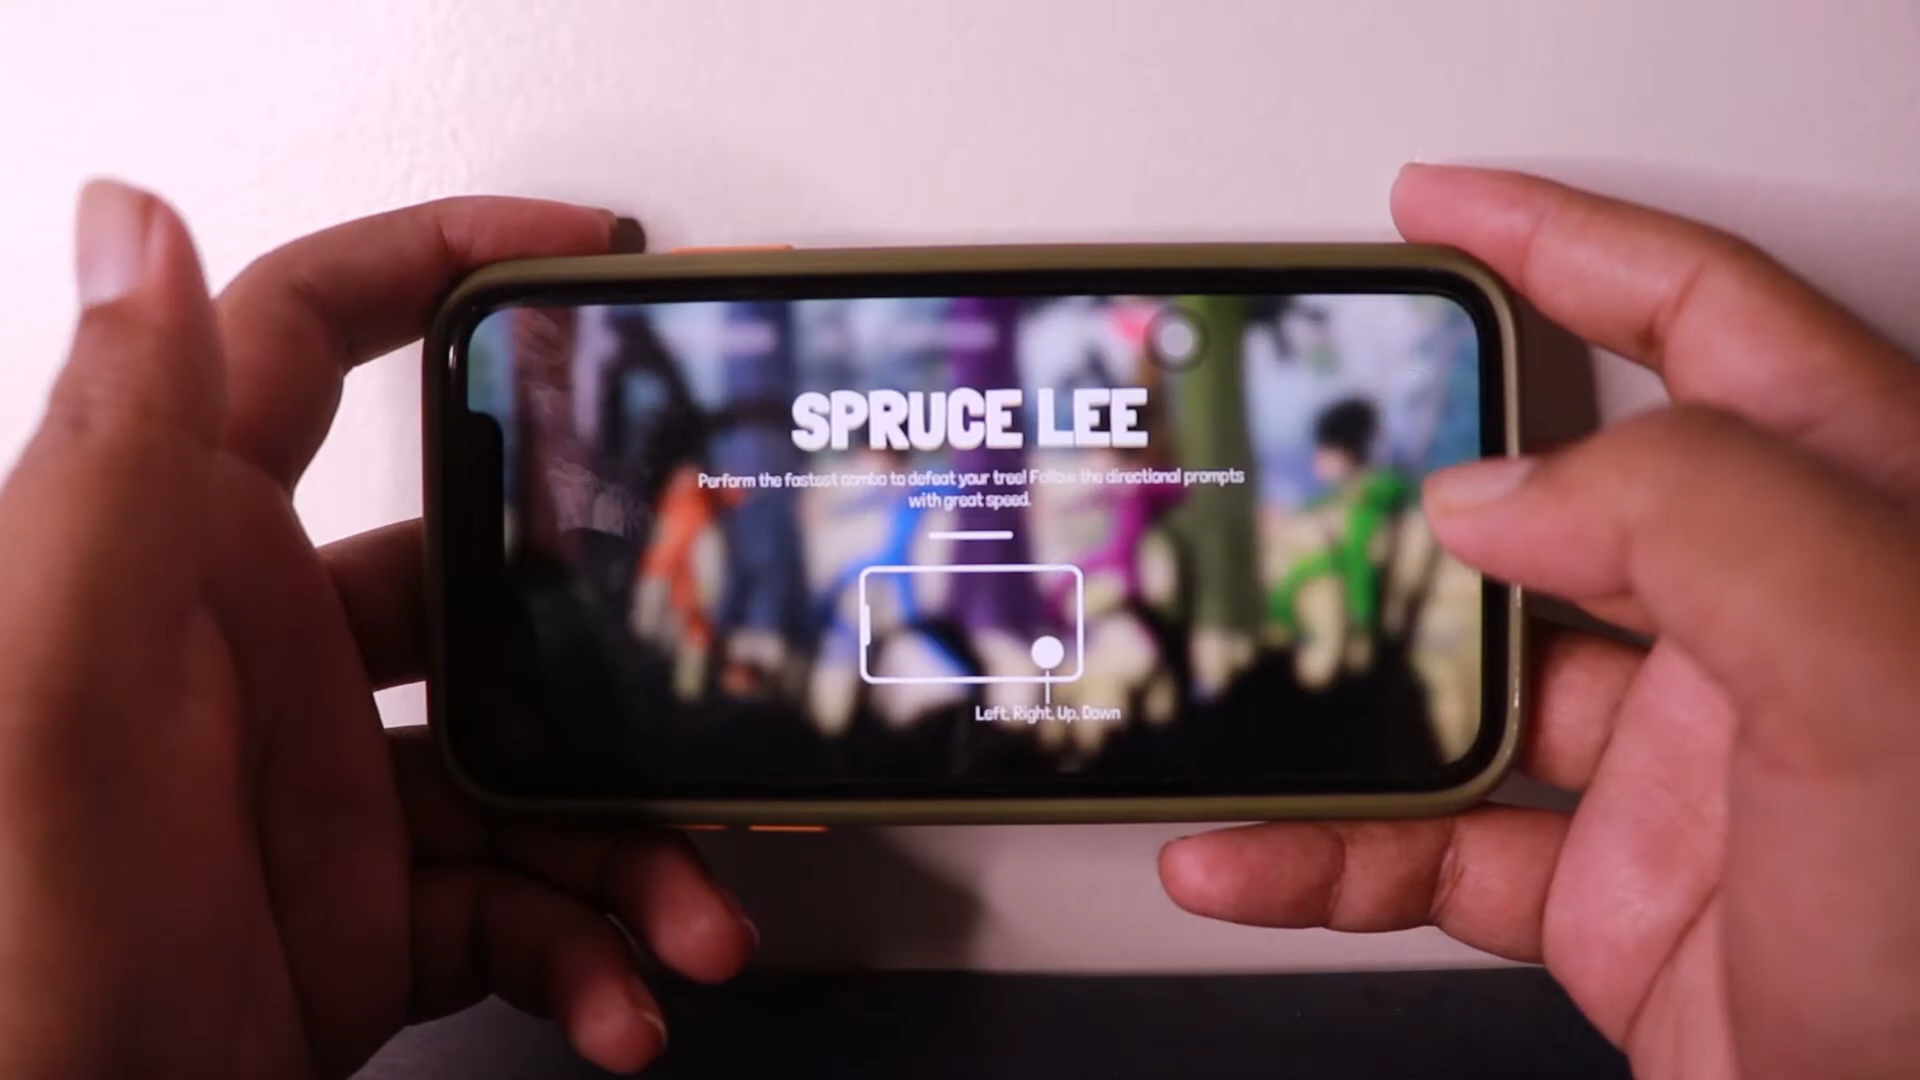 SPRUCE LEE
Perform the fastest combo to defeat your tree! Follow the directional prompts
with great speed.
Left, Right, Up, Down